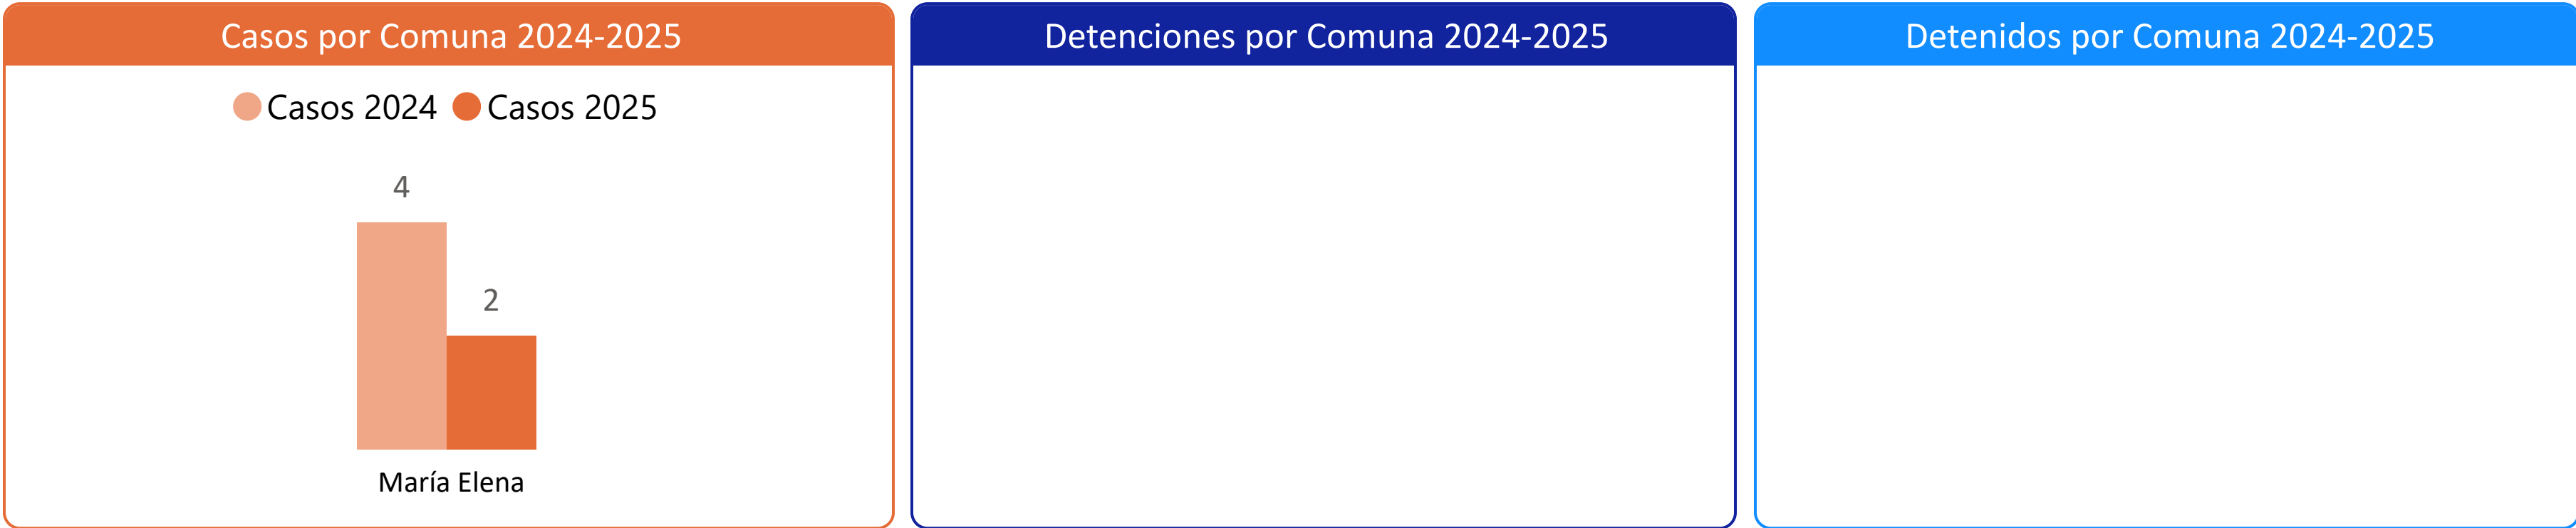 Casos por Comuna 2024-2025
Casos 2024 Casos 2025
4
2
María Elena
Detenciones por Comuna 2024-2025
Detenidos por Comuna 2024-2025